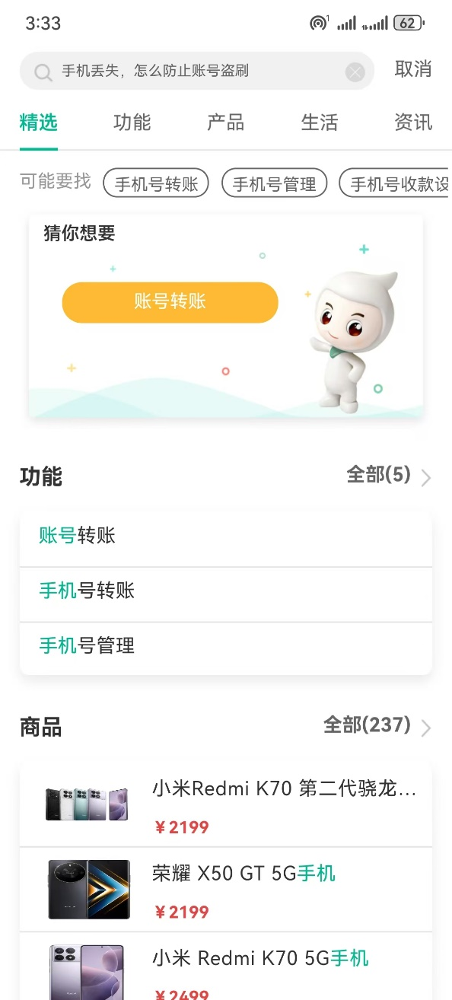 3:33
62
手机丢失，怎么防止账号盗刷
取消
精选 功能 产品 生活 资讯
可能要找 手机号转账 手机号管理 手机号收款设
猜你想要
账号转账
功能 全部(5)
账号转账
手机号转账
手机号管理
商品 全部(237)
小米Redmi K70 第二代骁龙...
¥2199
荣耀 X50 GT 5G手机
¥2199
小米 Redmi K70 5G手机
¥2499